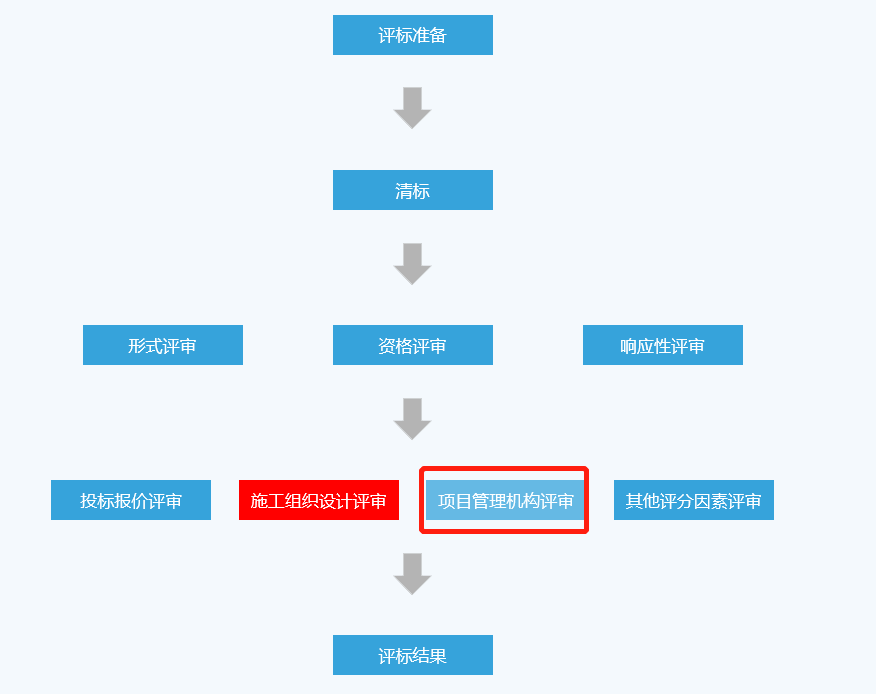 评标准备
清标
形式评审
资格评审
响应性评审
投标报价评审
施工组织设计评审
项目管理机构评审
其他评分因素评审
评标结果